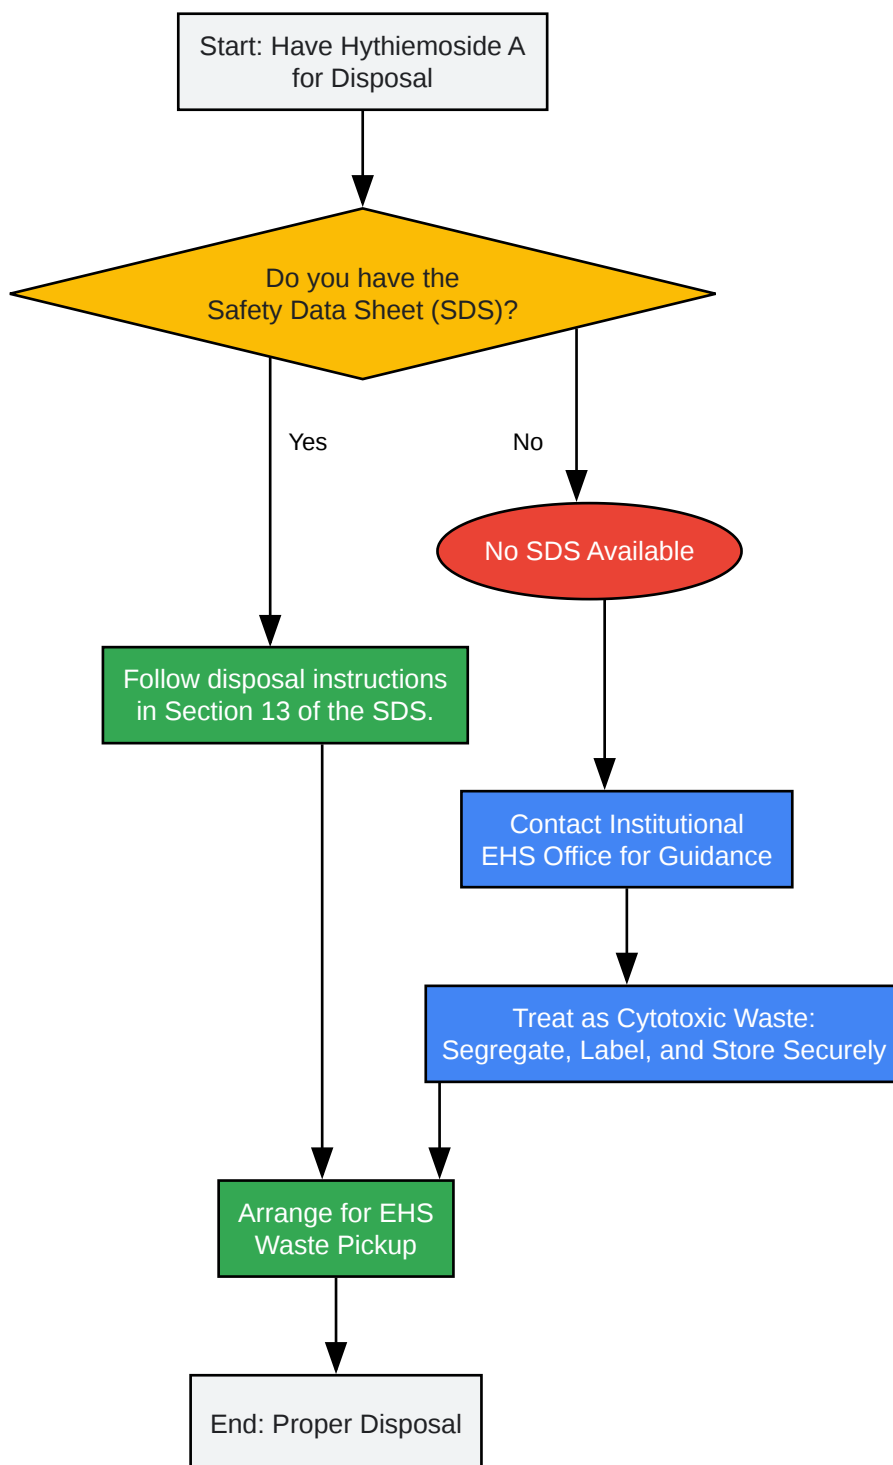 Start: Have Hythiemoside A
for Disposal
Do you have the
Safety Data Sheet (SDS)?
Yes
No
No SDS Available
Follow disposal instructions
in Section 13 of the SDS.
Contact Institutional
EHS Office for Guidance
Treat as Cytotoxic Waste:
Segregate, Label, and Store Securely
Arrange for EHS
Waste Pickup
End: Proper Disposal